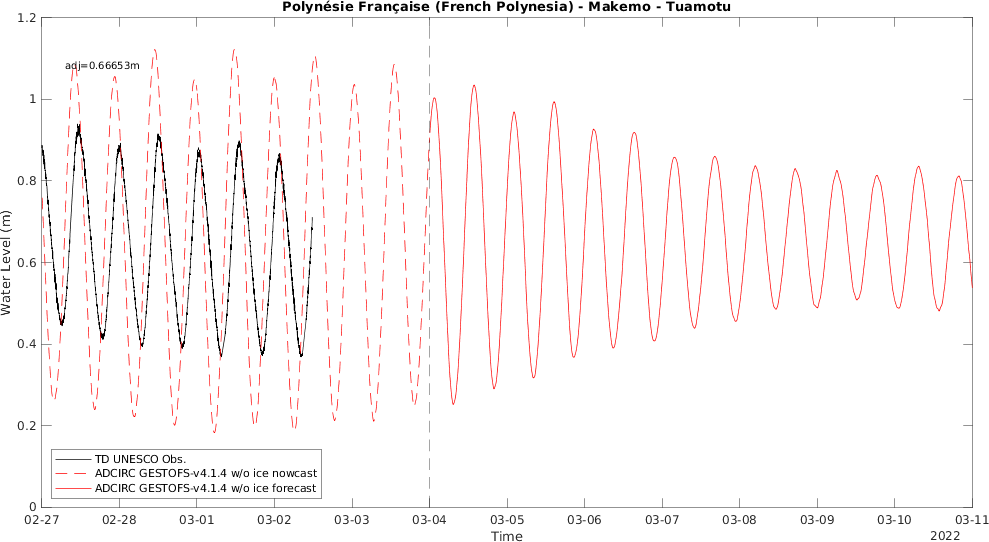 Polynésie Française (French Polynesia) - Makemo - Tuamotu
1.2
adj=0.66653m
1
0.8
0.6
0.4
0.2
0
Water Level (m)
TD UNESCO Obs.
ADCIRC GESTOFS-v4.1.4 w/o ice nowcast
ADCIRC GESTOFS-v4.1.4 w/o ice forecast
02-27 02-28 03-01 03-02 03-03 03-04 03-05 03-06 03-07 03-08 03-09 03-10 03-11
Time
2022